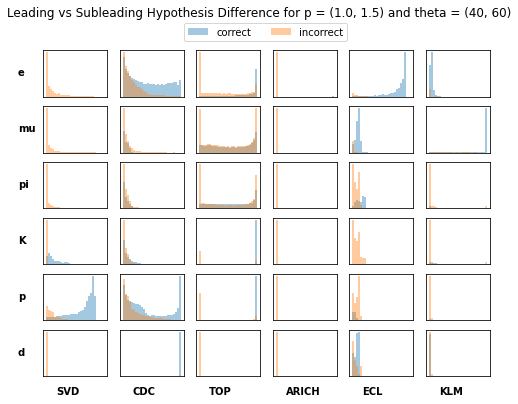 Leading vs Subleading Hypothesis Difference for p = (1.0, 1.5) and theta = (40, 60)
correct incorrect
e
mu
pi
K
p
d
SVD CDC TOP ARICH ECL KLM